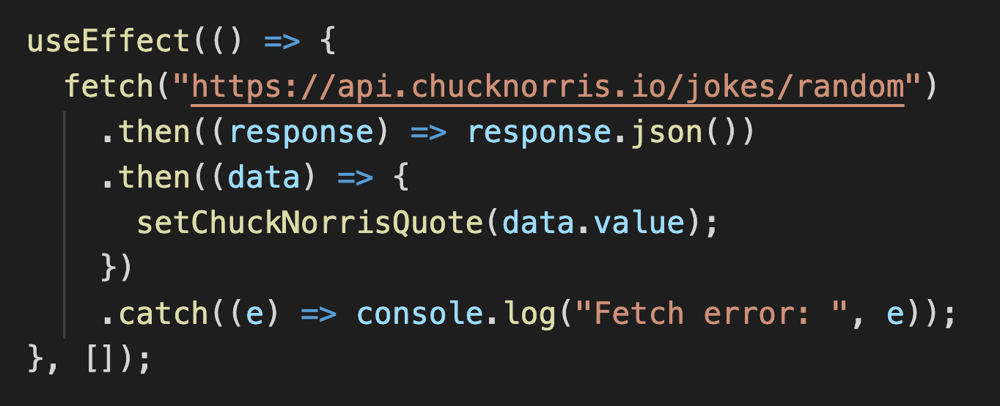 useEffect(() => {
  fetch("https://api.chucknorris.io/jokes/random")
    .then((response) => response.json())
    .then((data) => {
      setChuckNorrisQuote(data.value);
    })
    .catch((e) => console.log("Fetch error: ", e));
}, []);